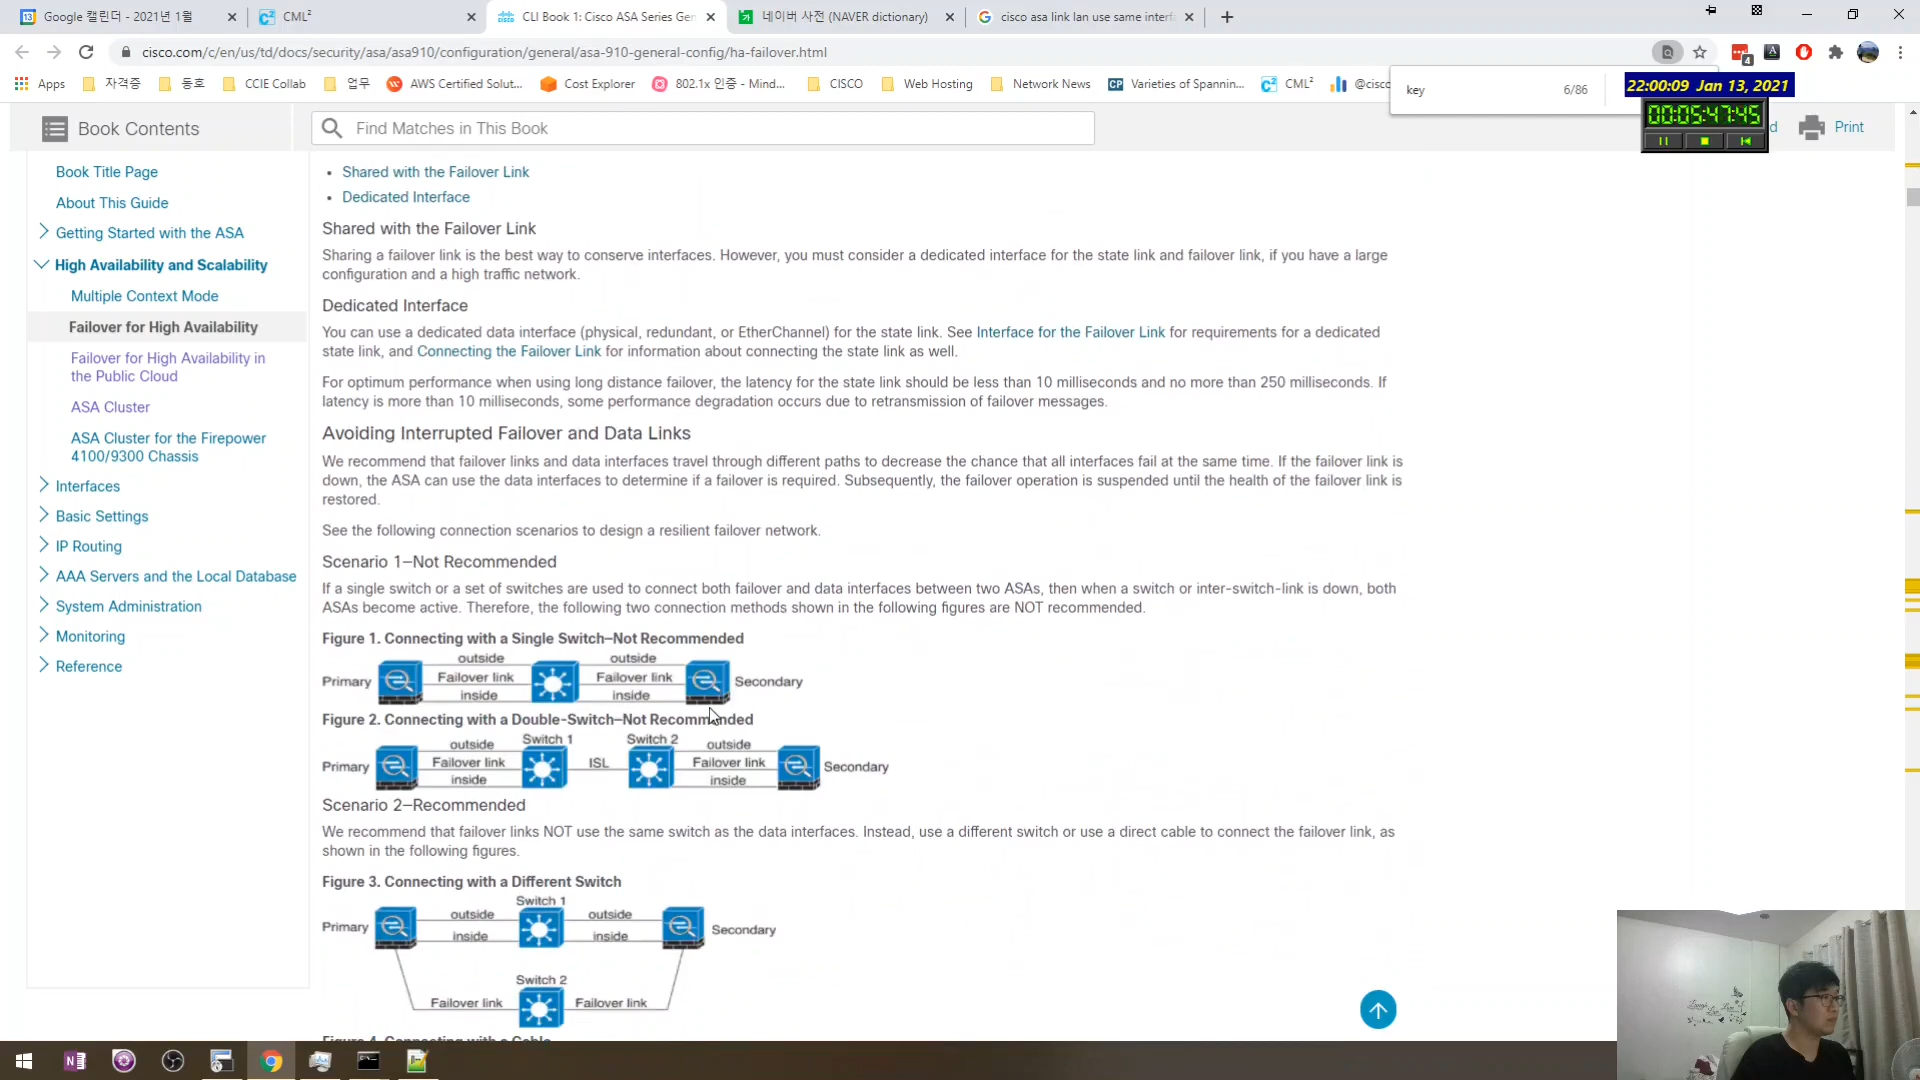 Google 캘린더 - 2021년 1월
CML²
CLI Book 1: Cisco ASA Series Gen
네이버 사전 (NAVER dictionary)
cisco asa link lan use same interf
cisco.com/c/en/us/td/docs/security/asa/asa910/configuration/general/asa-910-general-config/ha-failover.html
4
Apps
자격증
동호
CCIE Collab
업무
AWS Certified Solut...
Cost Explorer
802.1x 인증 - Mind...
CISCO
Web Hosting
Network News
CP
Varieties of Spannin...
CML²
@cisco
key
6/86
22:00:09 Jan 13, 2021
00:05:47:45
Book Contents
Find Matches in This Book
d
Print
Book Title Page
About This Guide
Getting Started with the ASA
High Availability and Scalability
Multiple Context Mode
Failover for High Availability
Failover for High Availability in
the Public Cloud
ASA Cluster
ASA Cluster for the Firepower
4100/9300 Chassis
Interfaces
Basic Settings
IP Routing
AAA Servers and the Local Database
System Administration
Monitoring
Reference
• Shared with the Failover Link
• Dedicated Interface
Shared with the Failover Link
Sharing a failover link is the best way to conserve interfaces. However, you must consider a dedicated interface for the state link and failover link, if you have a large
configuration and a high traffic network.
Dedicated Interface
You can use a dedicated data interface (physical, redundant, or EtherChannel) for the state link. See Interface for the Failover Link for requirements for a dedicated
state link, and Connecting the Failover Link for information about connecting the state link as well.
For optimum performance when using long distance failover, the latency for the state link should be less than 10 milliseconds and no more than 250 milliseconds. If
latency is more than 10 milliseconds, some performance degradation occurs due to retransmission of failover messages.
Avoiding Interrupted Failover and Data Links
We recommend that failover links and data interfaces travel through different paths to decrease the chance that all interfaces fail at the same time. If the failover link is
down, the ASA can use the data interfaces to determine if a failover is required. Subsequently, the failover operation is suspended until the health of the failover link is
restored.
See the following connection scenarios to design a resilient failover network.
Scenario 1—Not Recommended
If a single switch or a set of switches are used to connect both failover and data interfaces between two ASAs, then when a switch or inter-switch-link is down, both
ASAs become active. Therefore, the following two connection methods shown in the following figures are NOT recommended.
Figure 1. Connecting with a Single Switch—Not Recommended
outside outside
Primary Failover link Failover link Secondary
inside inside
Figure 2. Connecting with a Double-Switch—Not Recommended
outside Switch 1 Switch 2 outside
Primary Failover link ISL Failover link Secondary
inside inside
Scenario 2—Recommended
We recommend that failover links NOT use the same switch as the data interfaces. Instead, use a different switch or use a direct cable to connect the failover link, as
shown in the following figures.
Figure 3. Connecting with a Different Switch
Switch 1
outside outside
Primary Secondary
inside inside
Switch 2
Failover link Failover link